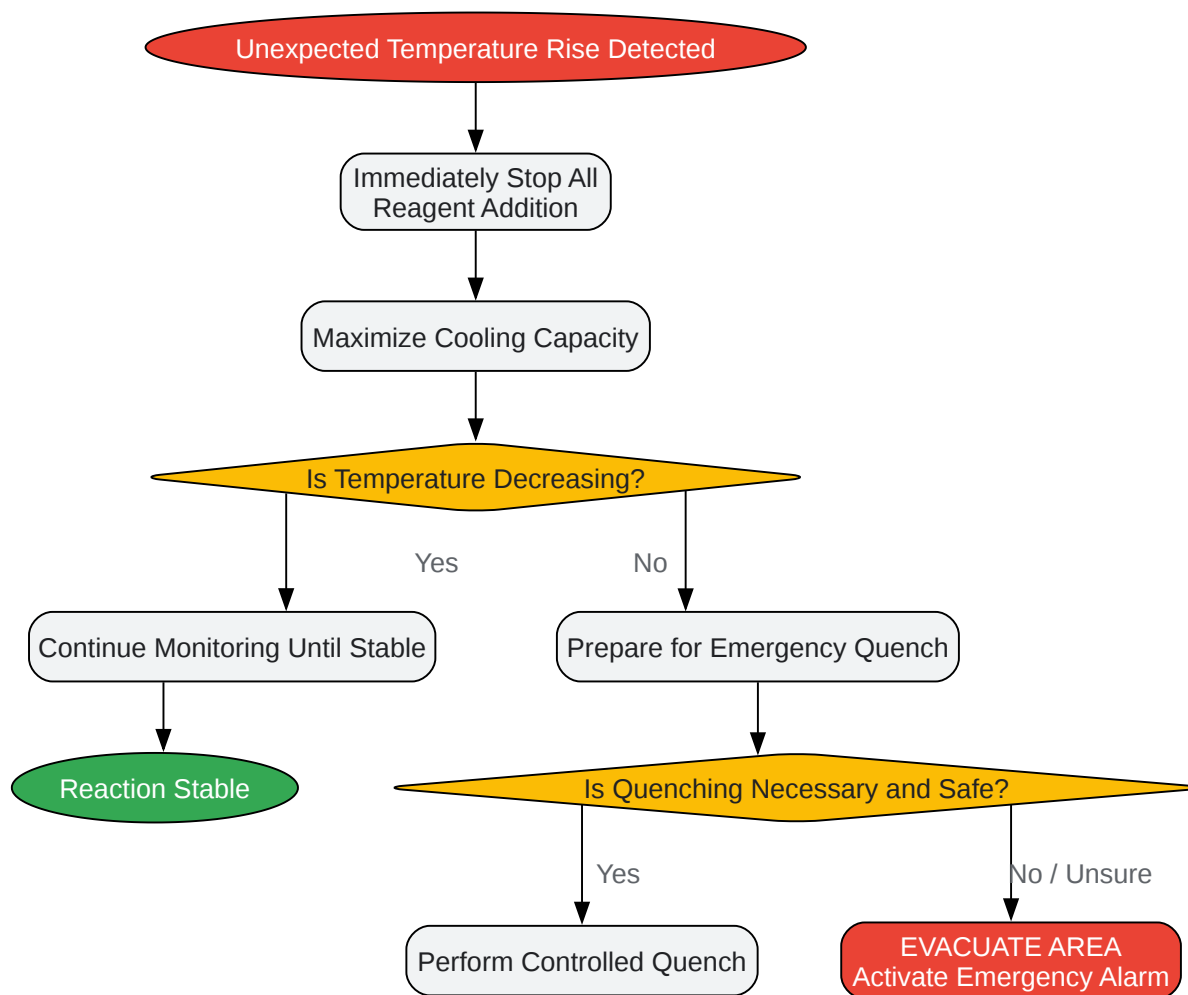 Unexpected Temperature Rise Detected
Immediately Stop All
Reagent Addition
Maximize Cooling Capacity
Is Temperature Decreasing?
Yes
No
Continue Monitoring Until Stable
Prepare for Emergency Quench
Reaction Stable
Is Quenching Necessary and Safe?
Yes
No / Unsure
Perform Controlled Quench
EVACUATE AREA
Activate Emergency Alarm